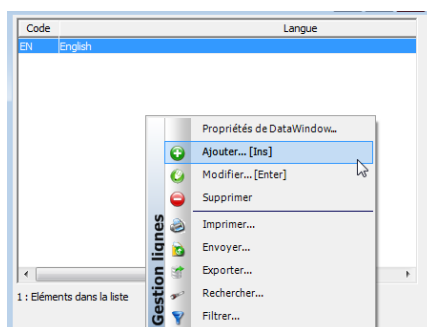 Code Langue
EN English
Propriétés de DataWindow...
Ajouter... [Ins]
Modifier... [Enter]
Supprimer
Imprimer...
Envoyer...
Exporter...
Rechercher...
Filtrer...
Gestion lignes
1 : Eléments dans la liste